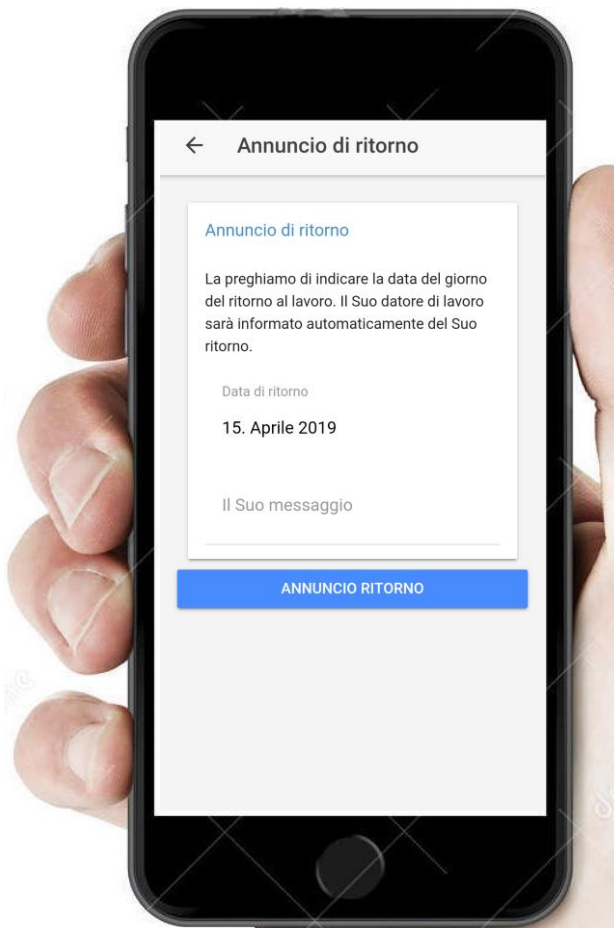 Annuncio di ritorno
Annuncio di ritorno
La preghiamo di indicare la data del giorno
del ritorno al lavoro. Il Suo datore di lavoro
sarà informato automaticamente del Suo
ritorno.
Data di ritorno
15. Aprile 2019
Il Suo messaggio
ANNUNCIO RITORNO